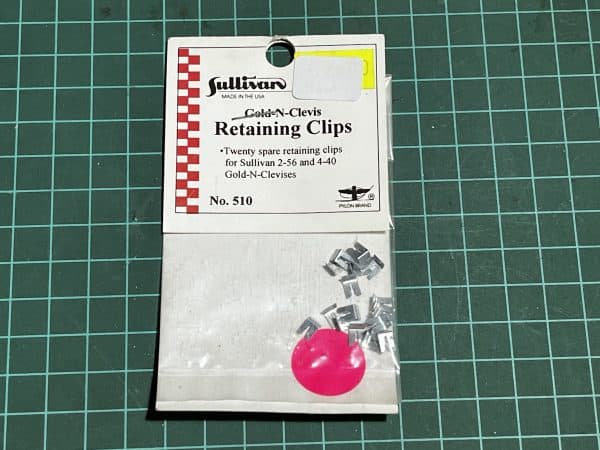 Sullivan
MADE IN THE USA
Gold-N-Clevis
Retaining Clips
•Twenty spare retaining clips
for Sullivan 2-56 and 4-40
Gold-N-Clevises
No. 510
®
PYLON BRAND